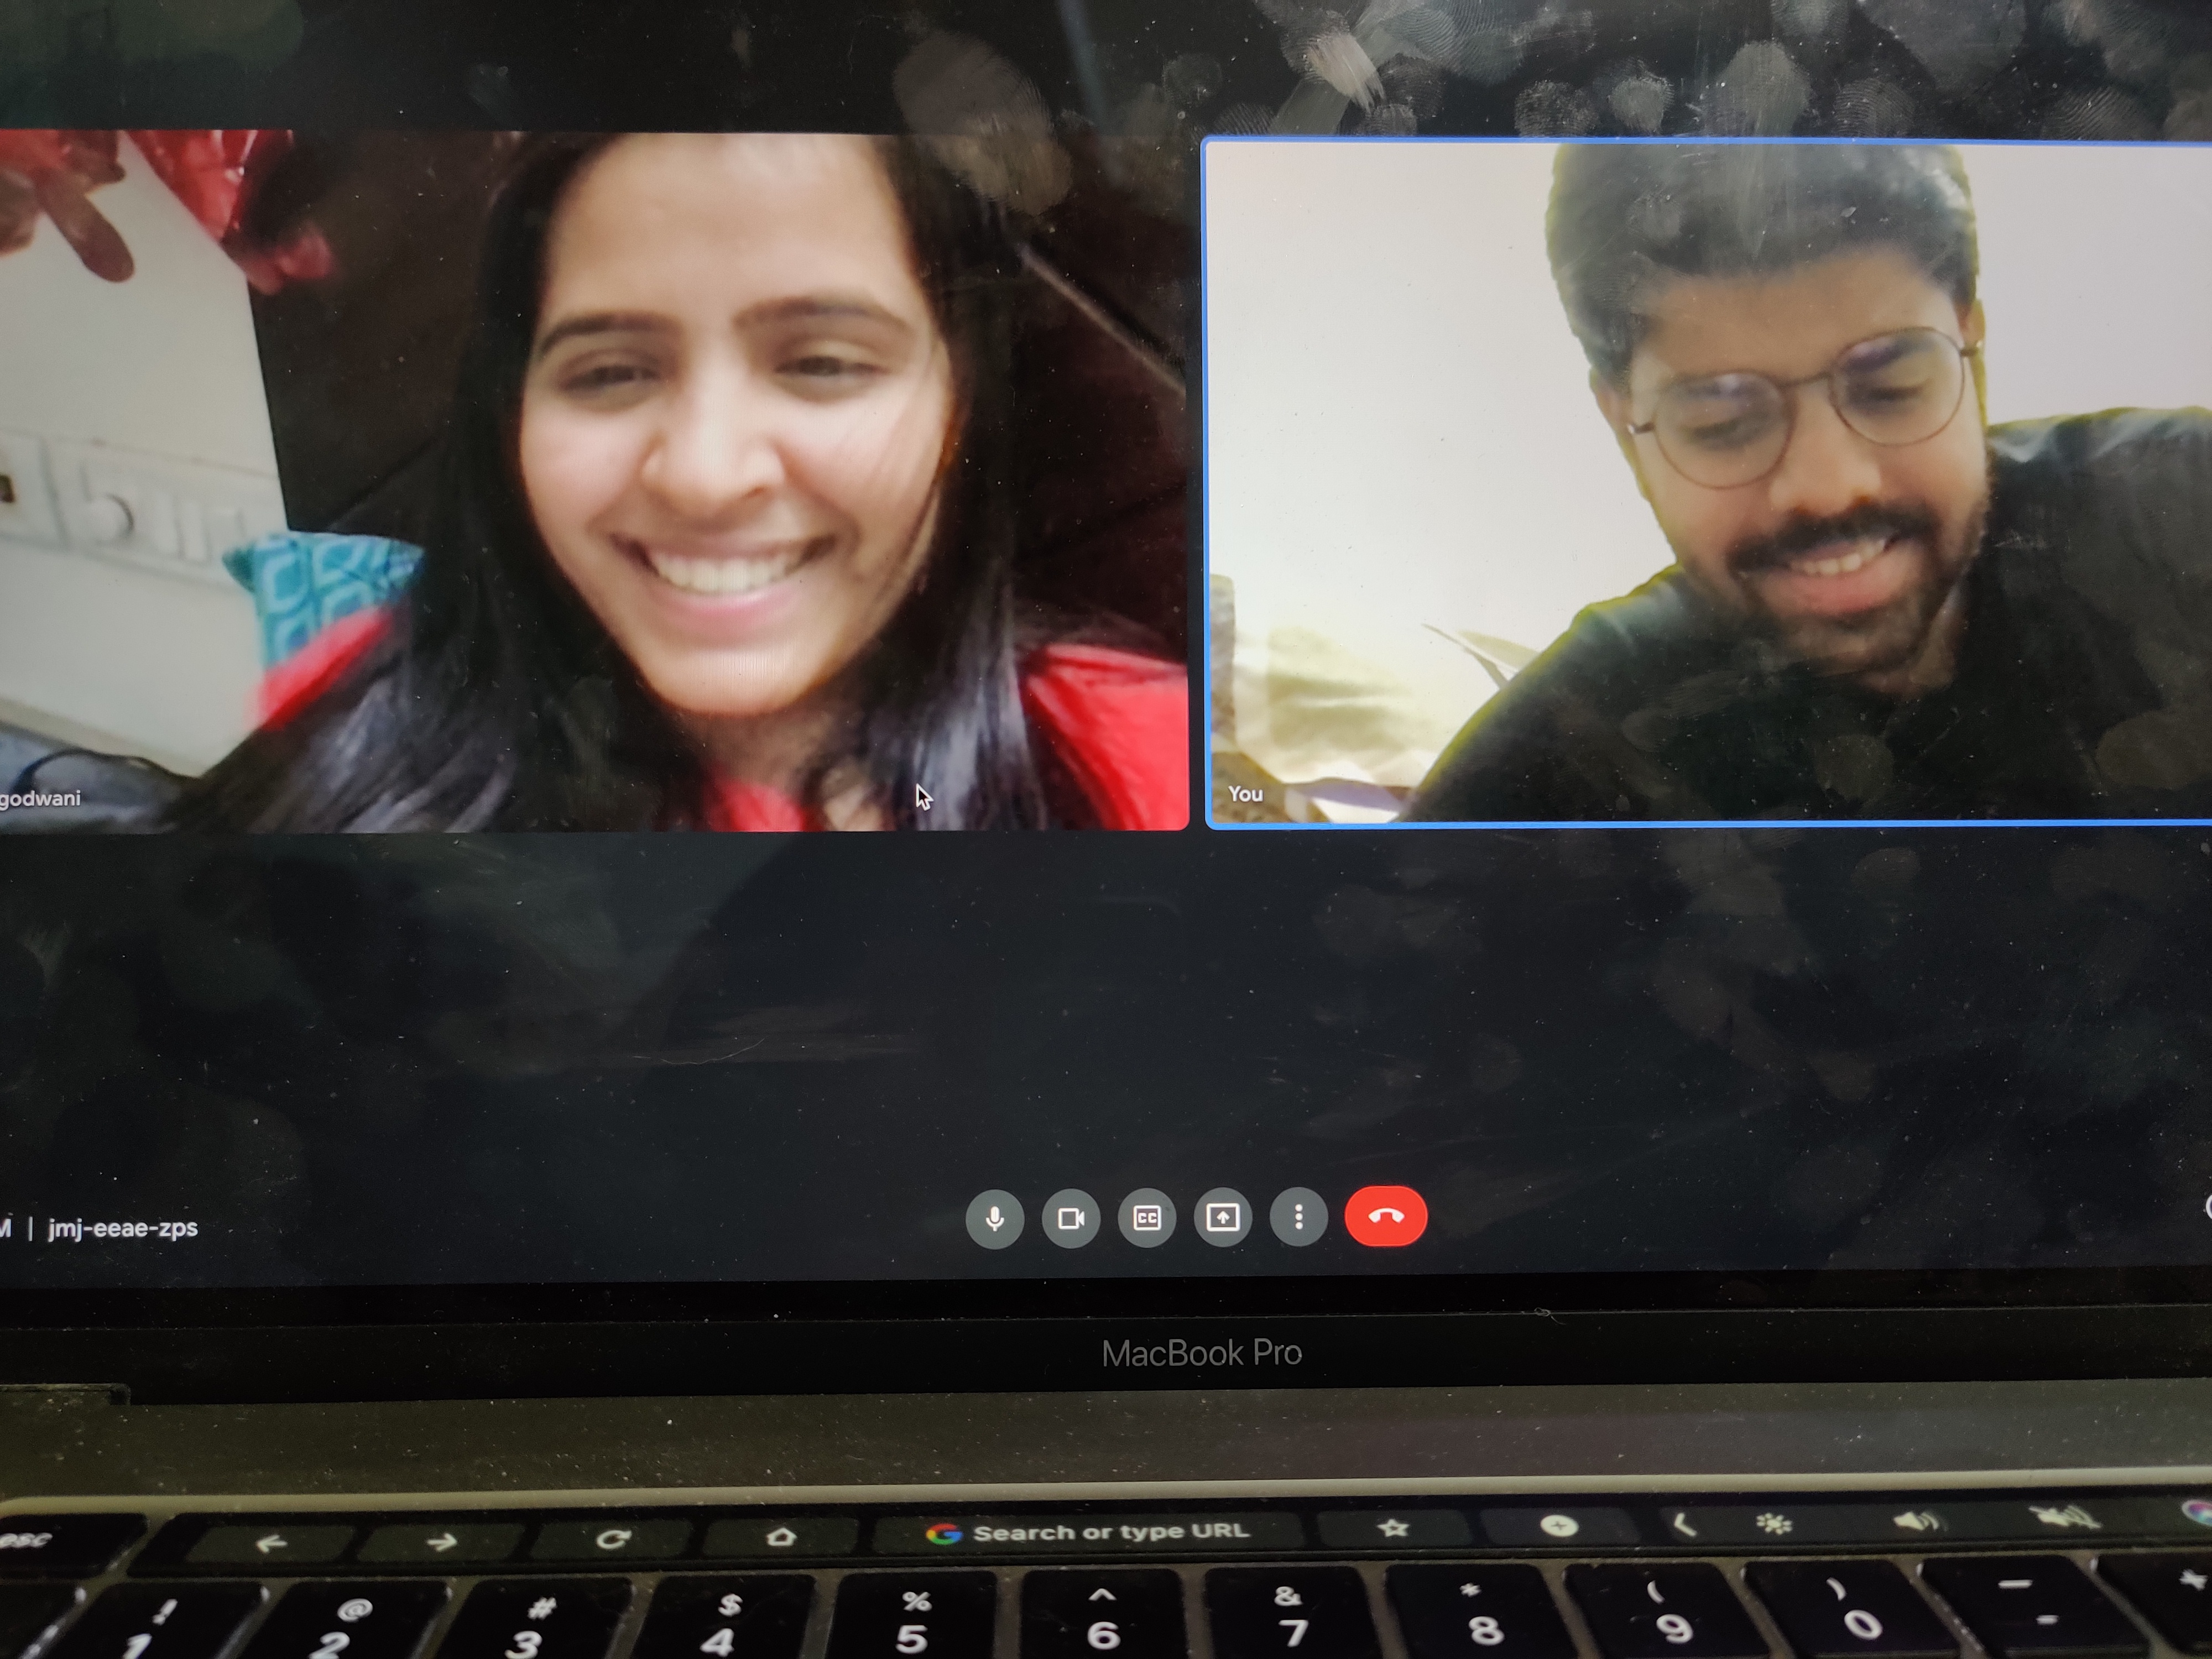 godwani
You
M | jmj-eeae-zps
CC
MacBook Pro
esc
Search or type URL
! @ # $ % ^ & * ( ) —
1 2 3 4 5 6 7 8 9 0 -